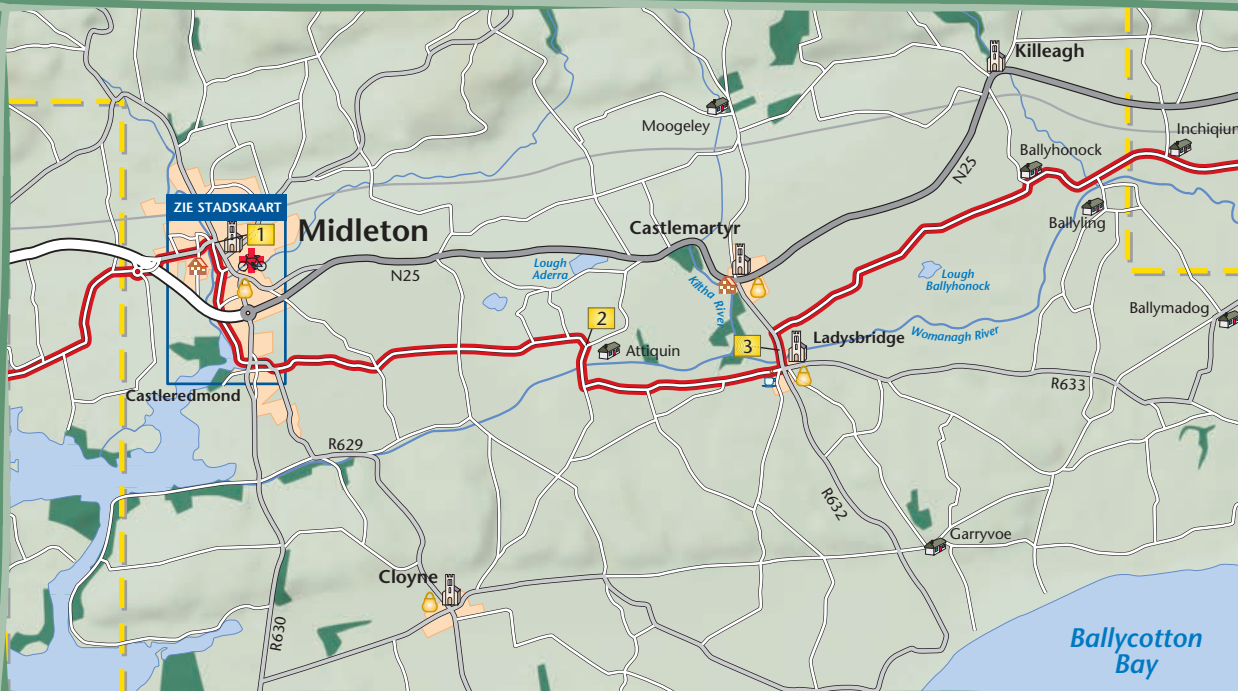 Killeagh
Moogeley
Inchiqiun
Ballyhonock
N25
ZIE STADSKAART
1
Midleton
Castlemartyr
Ballyling
N25
Lough
Aderra
Kiltha River
Lough
Ballyhonock
Ballymadog
2
Attiquin
3
Ladysbridge
Womanagh River
R633
Castleredmond
R629
R632
Garryvoe
Cloyne
R630
Ballycotton
Bay